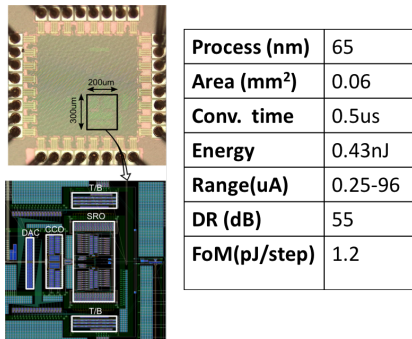 200um
300um
T/B
SRO
DAC
CCO
T/B
Process (nm) 65
Area (mm²) 0.06
Conv. time 0.5us
Energy 0.43nJ
Range(uA) 0.25-96
DR (dB) 55
FoM(pJ/step) 1.2